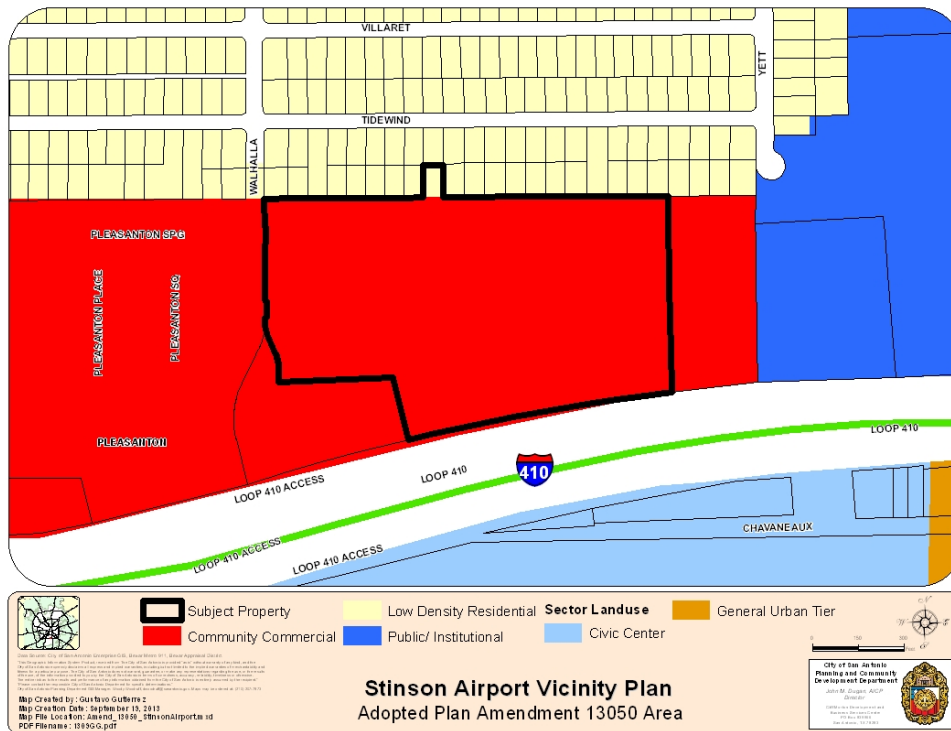 VILLARET
YETT
TIDEWIND
WALHALLA
PLEASANTON SPG
PLEASANTON PLACE
PLEASANTON SQ.
PLEASANTON
LOOP 410
LOOP 410
410
LOOP 410 ACCESS
CHAVANEAUX
LOOP 410 ACCESS
LOOP 410 ACCESS
Subject Property
Low Density Residential
Sector Landuse
General Urban Tier
Community Commercial
Public/ Institutional
Civic Center
Map Created by: Gustavo Gutierrez
Map Creation Date: September 19, 2013
Map File Location: Amend_13050_StinsonAirport.mxd
PDF Filename: 1309GG.pdf
Stinson Airport Vicinity Plan
Adopted Plan Amendment 13050 Area
0 150 300
City of San Antonio
Planning and Community
Development Department
John M. Dugan, AICP
Director